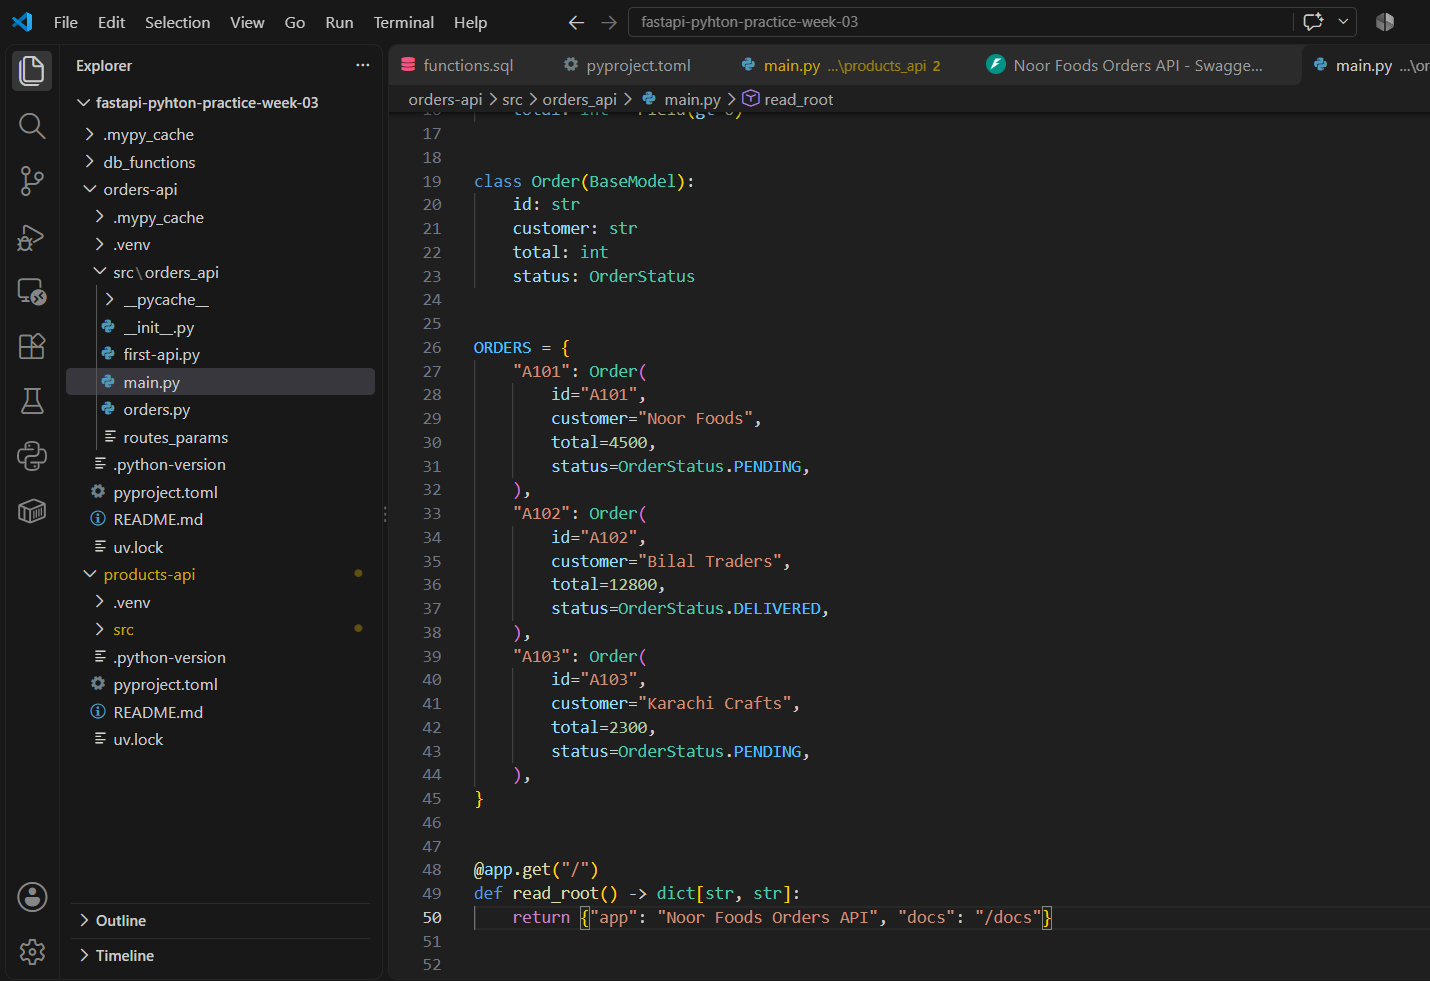 File Edit Selection View Go Run Terminal Help
fastapi-pyhton-practice-week-03
Explorer
fastapi-pyhton-practice-week-03
.mypy_cache
db_functions
orders-api
.mypy_cache
.venv
src\orders_api
__pycache__
__init__.py
first-api.py
main.py
orders.py
routes_params
.python-version
pyproject.toml
README.md
uv.lock
products-api
.venv
src
.python-version
pyproject.toml
README.md
uv.lock
Outline
Timeline
functions.sql
pyproject.toml
main.py ...\products_api 2
Noor Foods Orders API - Swagge...
main.py ...\or
orders-api > src > orders_api > main.py > read_root
17
18
19 class Order(BaseModel):
20     id: str
21     customer: str
22     total: int
23     status: OrderStatus
24
25
26 ORDERS = {
27     "A101": Order(
28         id="A101",
29         customer="Noor Foods",
30         total=4500,
31         status=OrderStatus.PENDING,
32     ),
33     "A102": Order(
34         id="A102",
35         customer="Bilal Traders",
36         total=12800,
37         status=OrderStatus.DELIVERED,
38     ),
39     "A103": Order(
40         id="A103",
41         customer="Karachi Crafts",
42         total=2300,
43         status=OrderStatus.PENDING,
44     ),
45 }
46
47
48 @app.get("/")
49 def read_root() -> dict[str, str]:
50     return {"app": "Noor Foods Orders API", "docs": "/docs"}
51
52